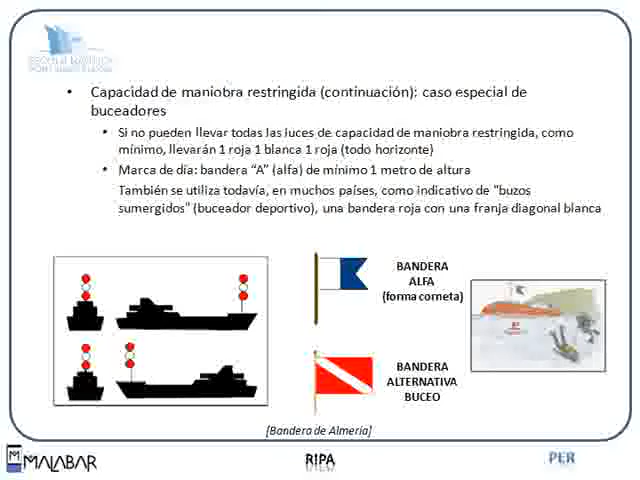 • Capacidad de maniobra restringida (continuación): caso especial de
buceadores
• Si no pueden llevar todas las luces de capacidad de maniobra restringida, como
mínimo, llevarán 1 roja 1 blanca 1 roja (todo horizonte)
• Marca de día: bandera "A" (alfa) de mínimo 1 metro de altura
También se utiliza todavía, en muchos países, como indicativo de "buzos
sumergidos" (buceador deportivo), una bandera roja con una franja diagonal blanca
BANDERA
ALFA
(forma corneta)
BANDERA
ALTERNATIVA
BUCEO
[Bandera de Almería]
MALABAR
RIPA
PER